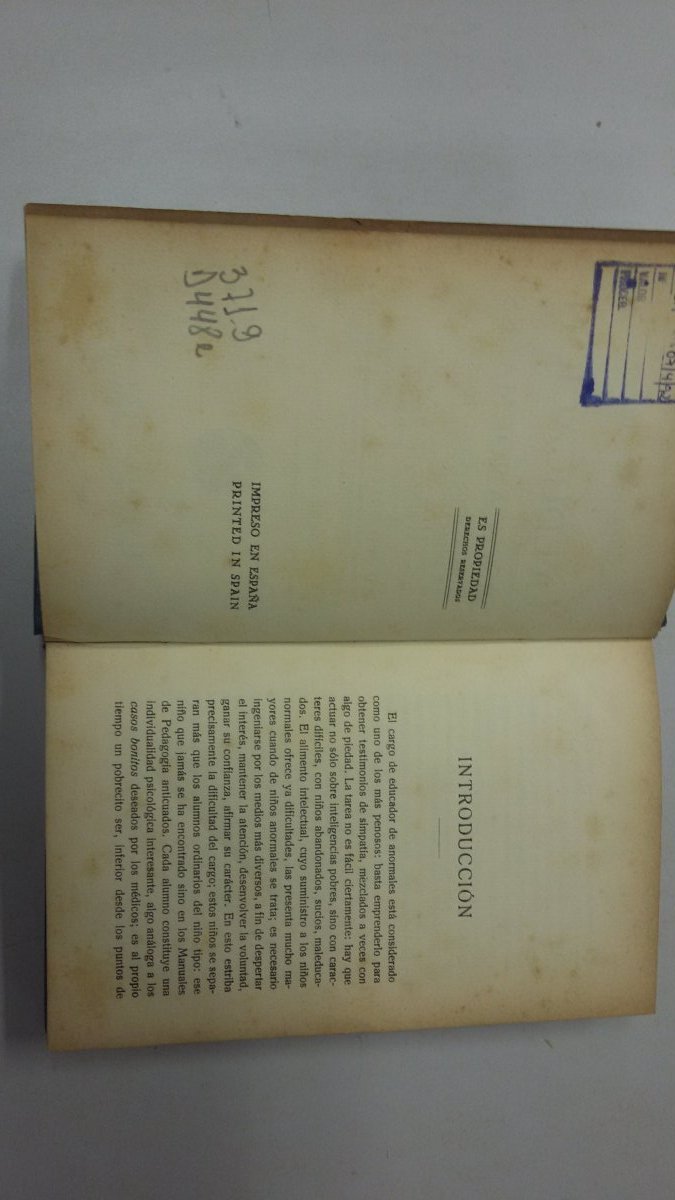 371.9
D448e
ES PROPIEDAD
DERECHOS RESERVADOS
IMPRESO EN ESPAÑA
PRINTED IN SPAIN
INTRODUCCIÓN
El cargo de educador de anormales está considerado
como uno de los más penosos: basta emprenderlo para
obtener testimonios de simpatía, mezclados a veces con
algo de piedad. La tarea no es fácil ciertamente: hay que
actuar no sólo sobre inteligencias pobres, sino con carac-
teres difíciles, con niños abandonados, sucios, maleduca-
dos. El alimento intelectual, cuyo suministro a los niños
normales ofrece ya dificultades, las presenta mucho ma-
yores cuando de niños anormales se trata; es necesario
ingeniarse por los medios más diversos, a fin de despertar
el interés, mantener la atención, desenvolver la voluntad,
ganar su confianza, afirmar su carácter. En esto estriba
precisamente la dificultad del cargo; estos niños se sepa-
ran más que los alumnos ordinarios del niño tipo: ese
niño que jamás se ha encontrado sino en los Manuales
de Pedagogía anticuados. Cada alumno constituye una
individualidad psicológica interesante, algo análoga a los
casos bonitos deseados por los médicos; es al propio
tiempo un pobrecito ser, inferior desde los puntos de